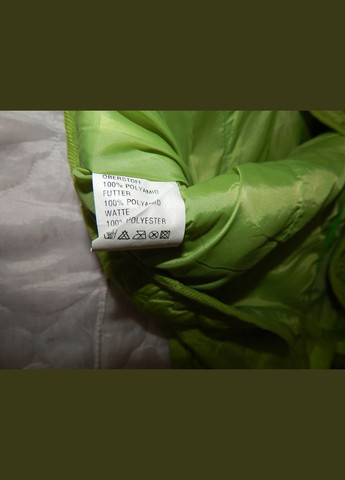 OBERSTOFF
100% POLYAMID
FUTTER
100% POLYAMID
WATTE
100% POLYESTER